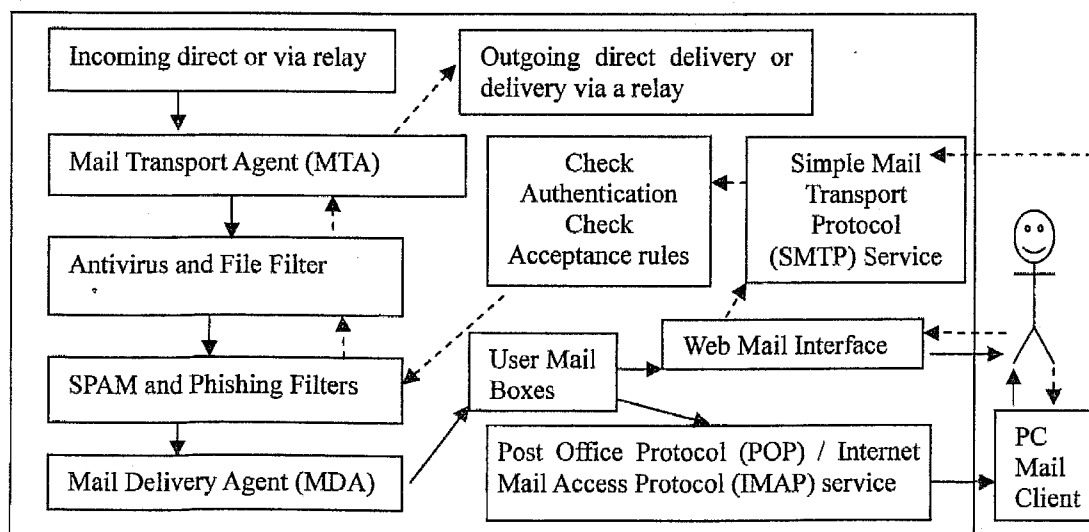 Incoming direct or via relay
Outgoing direct delivery or
delivery via a relay
Mail Transport Agent (MTA)
Check
Authentication
Check
Acceptance rules
Simple Mail
Transport
Protocol
(SMTP) Service
Antivirus and File Filter
SPAM and Phishing Filters
User Mail
Boxes
Web Mail Interface
Mail Delivery Agent (MDA)
Post Office Protocol (POP) / Internet
Mail Access Protocol (IMAP) service
PC
Mail
Client